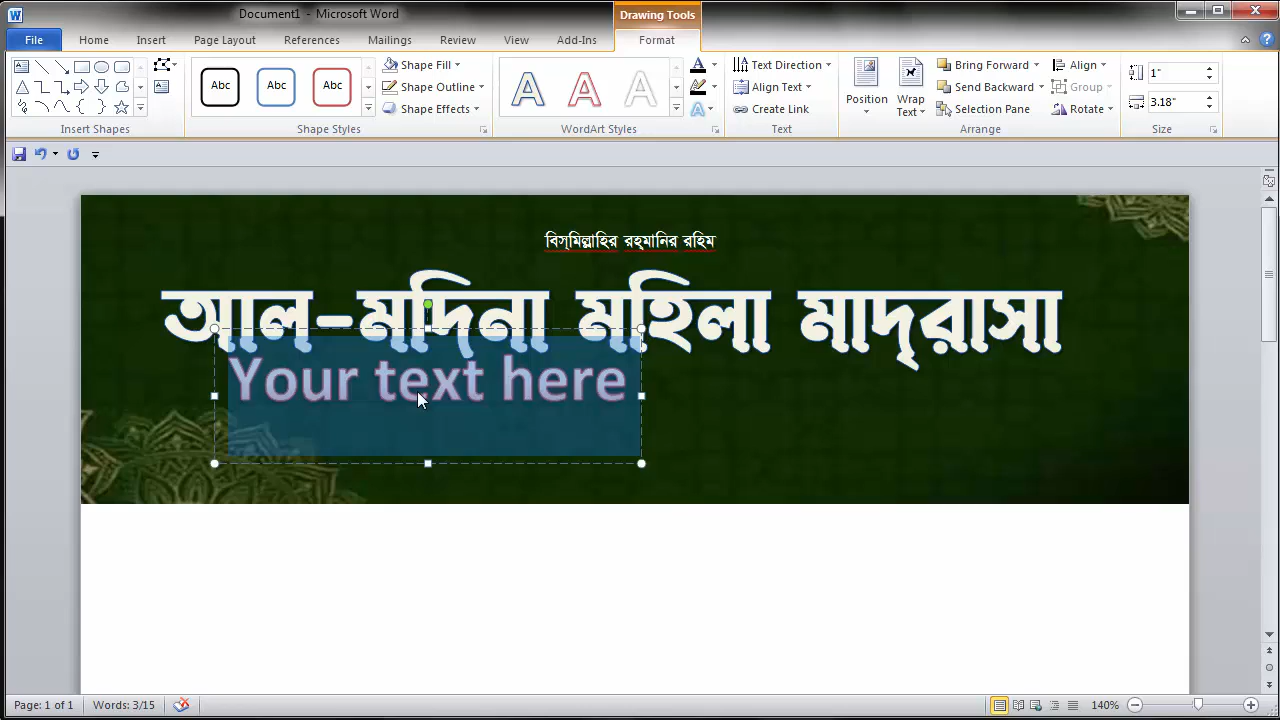 Document1 - Microsoft Word
Drawing Tools
File Home Insert Page Layout References Mailings Review View Add-Ins Format
Abc Abc Abc
Shape Fill
Shape Outline
Shape Effects
A A A
Text Direction
Align Text
Create Link
Position
Wrap Text
Bring Forward
Send Backward
Selection Pane
Align
Group
Rotate
1"
3.18"
Insert Shapes Shape Styles WordArt Styles Text Arrange Size
বিস্‌মিল্লাহির রহমানির রহিম
আল-মদিনা মহিলা মাদ্‌রাসা
Your text here
Page: 1 of 1 Words: 3/15 140%